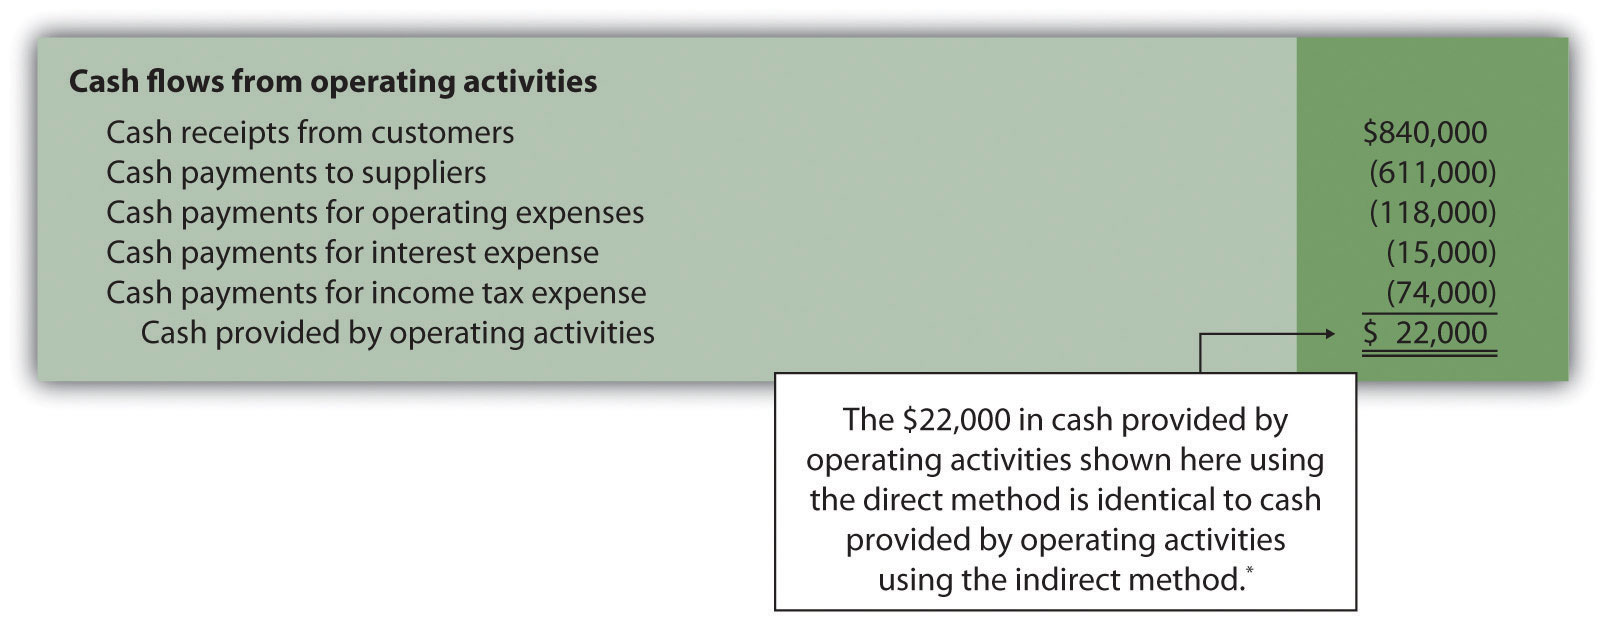 Cash flows from operating activities
Cash receipts from customers $840,000
Cash payments to suppliers (611,000)
Cash payments for operating expenses (118,000)
Cash payments for interest expense (15,000)
Cash payments for income tax expense (74,000)
Cash provided by operating activities $ 22,000
The $22,000 in cash provided by
operating activities shown here using
the direct method is identical to cash
provided by operating activities
using the indirect method.*